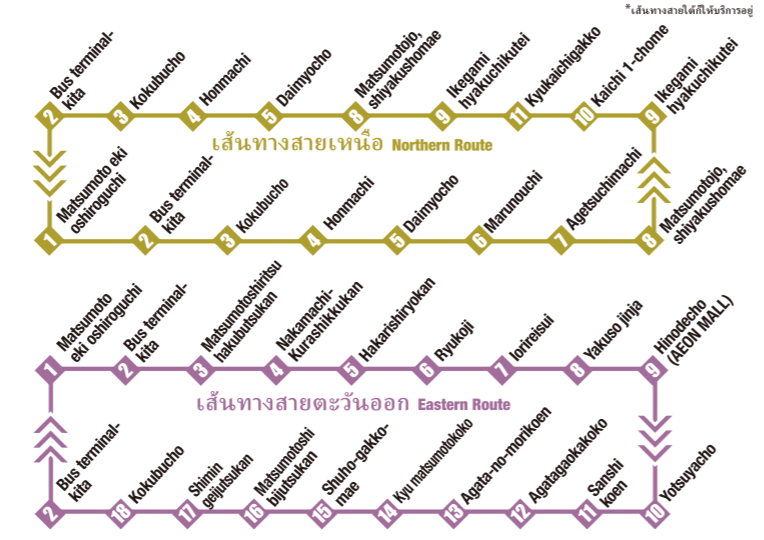 *เส้นทางสายใต้ก็ให้บริการอยู่
2 Bus terminal-
kita
3 Kokubucho
4 Honmachi
5 Daimyocho
8 Matsumotojo,
shiyakushomae
9 Ikegami
hyakuchikutei
11 Kyukaichigakko
10 Kaichi 1-chome
9 Ikegami
hyakuchikutei
เส้นทางสายเหนือ Northern Route
1 Matsumoto eki
oshiroguchi
2 Bus terminal-
kita
3 Kokubucho
4 Honmachi
5 Daimyocho
6 Marunouchi
7 Agetsuchimachi
8 Matsumotojo,
shiyakushomae
1 Matsumoto
eki oshiroguchi
2 Bus terminal-
kita
3 Matsumotoshiritsu
hakubutsukan
4 Nakamachi-
Kurashikkukan
5 Hakarishiryokan
6 Ryukoji
7 Iorireisui
8 Yakuso jinja
9 Hinodecho
(AEON MALL)
เส้นทางสายตะวันออก Eastern Route
2 Bus terminal-
kita
18 Kokubucho
17 Shimin
geijutsukan
16 Matsumotoshi
bijutsukan
15 Shuho-gakko-
mae
14 Kyu matsumotokoko
13 Agata-no-morikoen
12 Agatagaokakoko
11 Sanshi
koen
10 Yotsuyacho